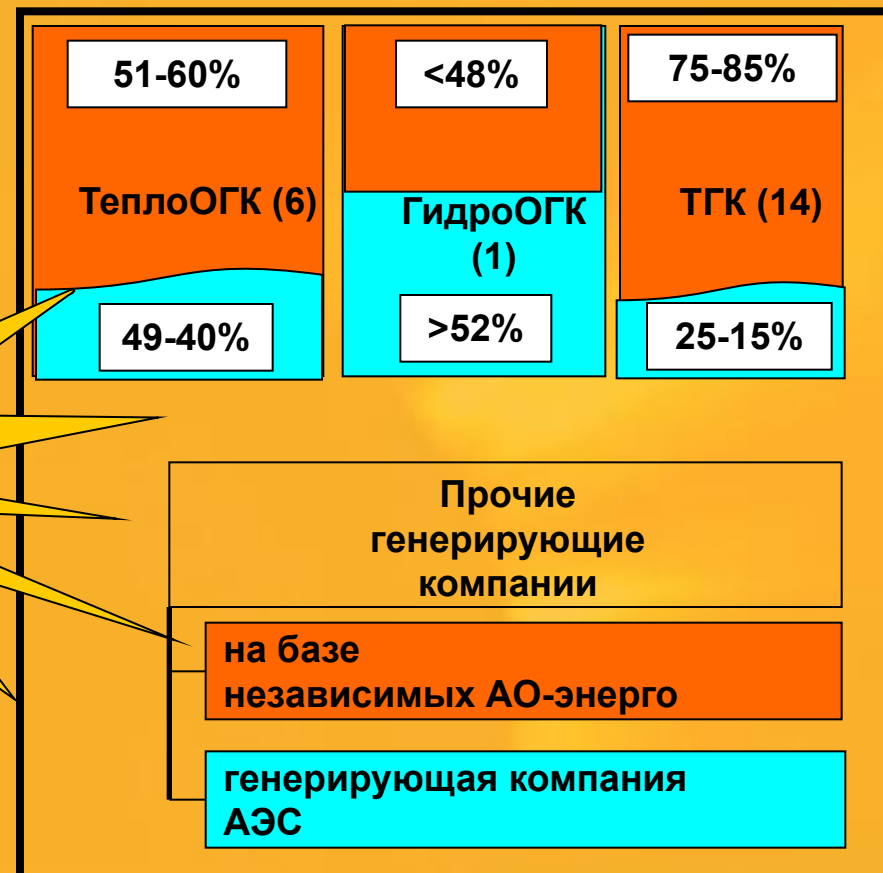 51-60%
ТеплоОГК (6)
49-40%
<48%
ГидроОГК
(1)
>52%
75-85%
ТГК (14)
25-15%
Прочие
генерирующие
компании
на базе
независимых АО-энерго
генерирующая компания
АЭС